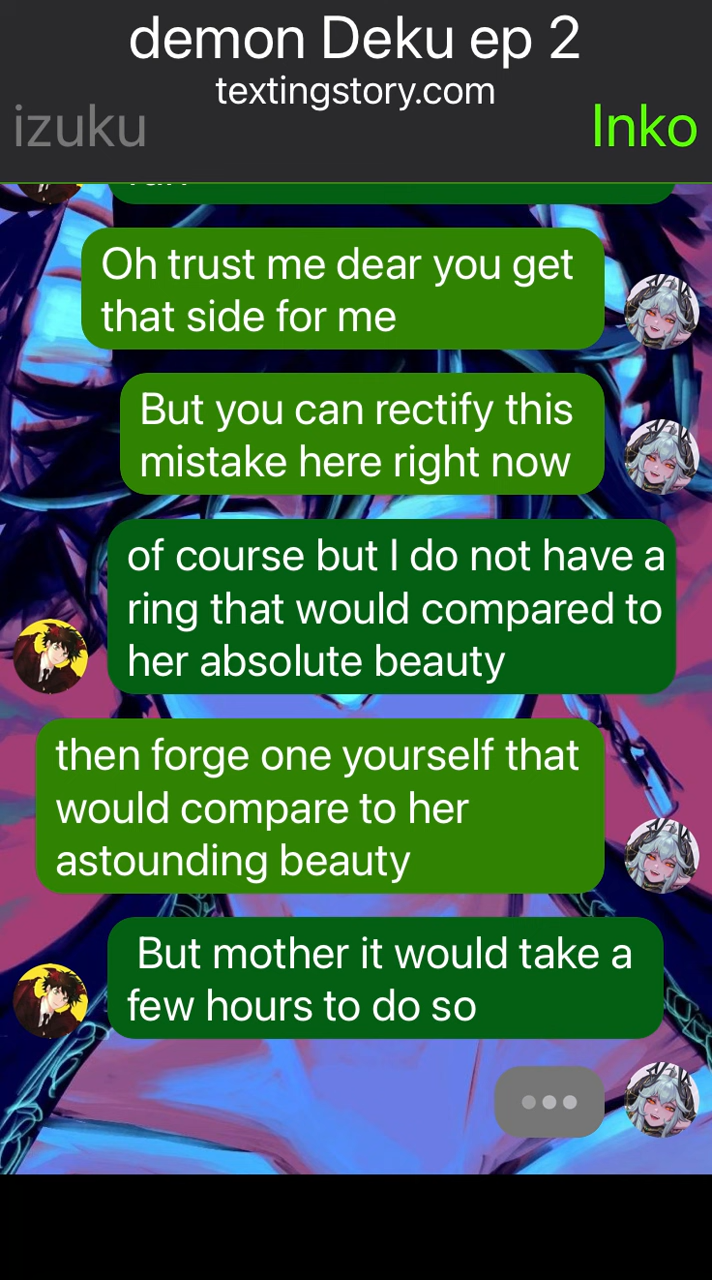 demon Deku ep 2
textingstory.com
izuku
Inko
Oh trust me dear you get
that side for me
But you can rectify this
mistake here right now
of course but I do not have a
ring that would compared to
her absolute beauty
then forge one yourself that
would compare to her
astounding beauty
But mother it would take a
few hours to do so